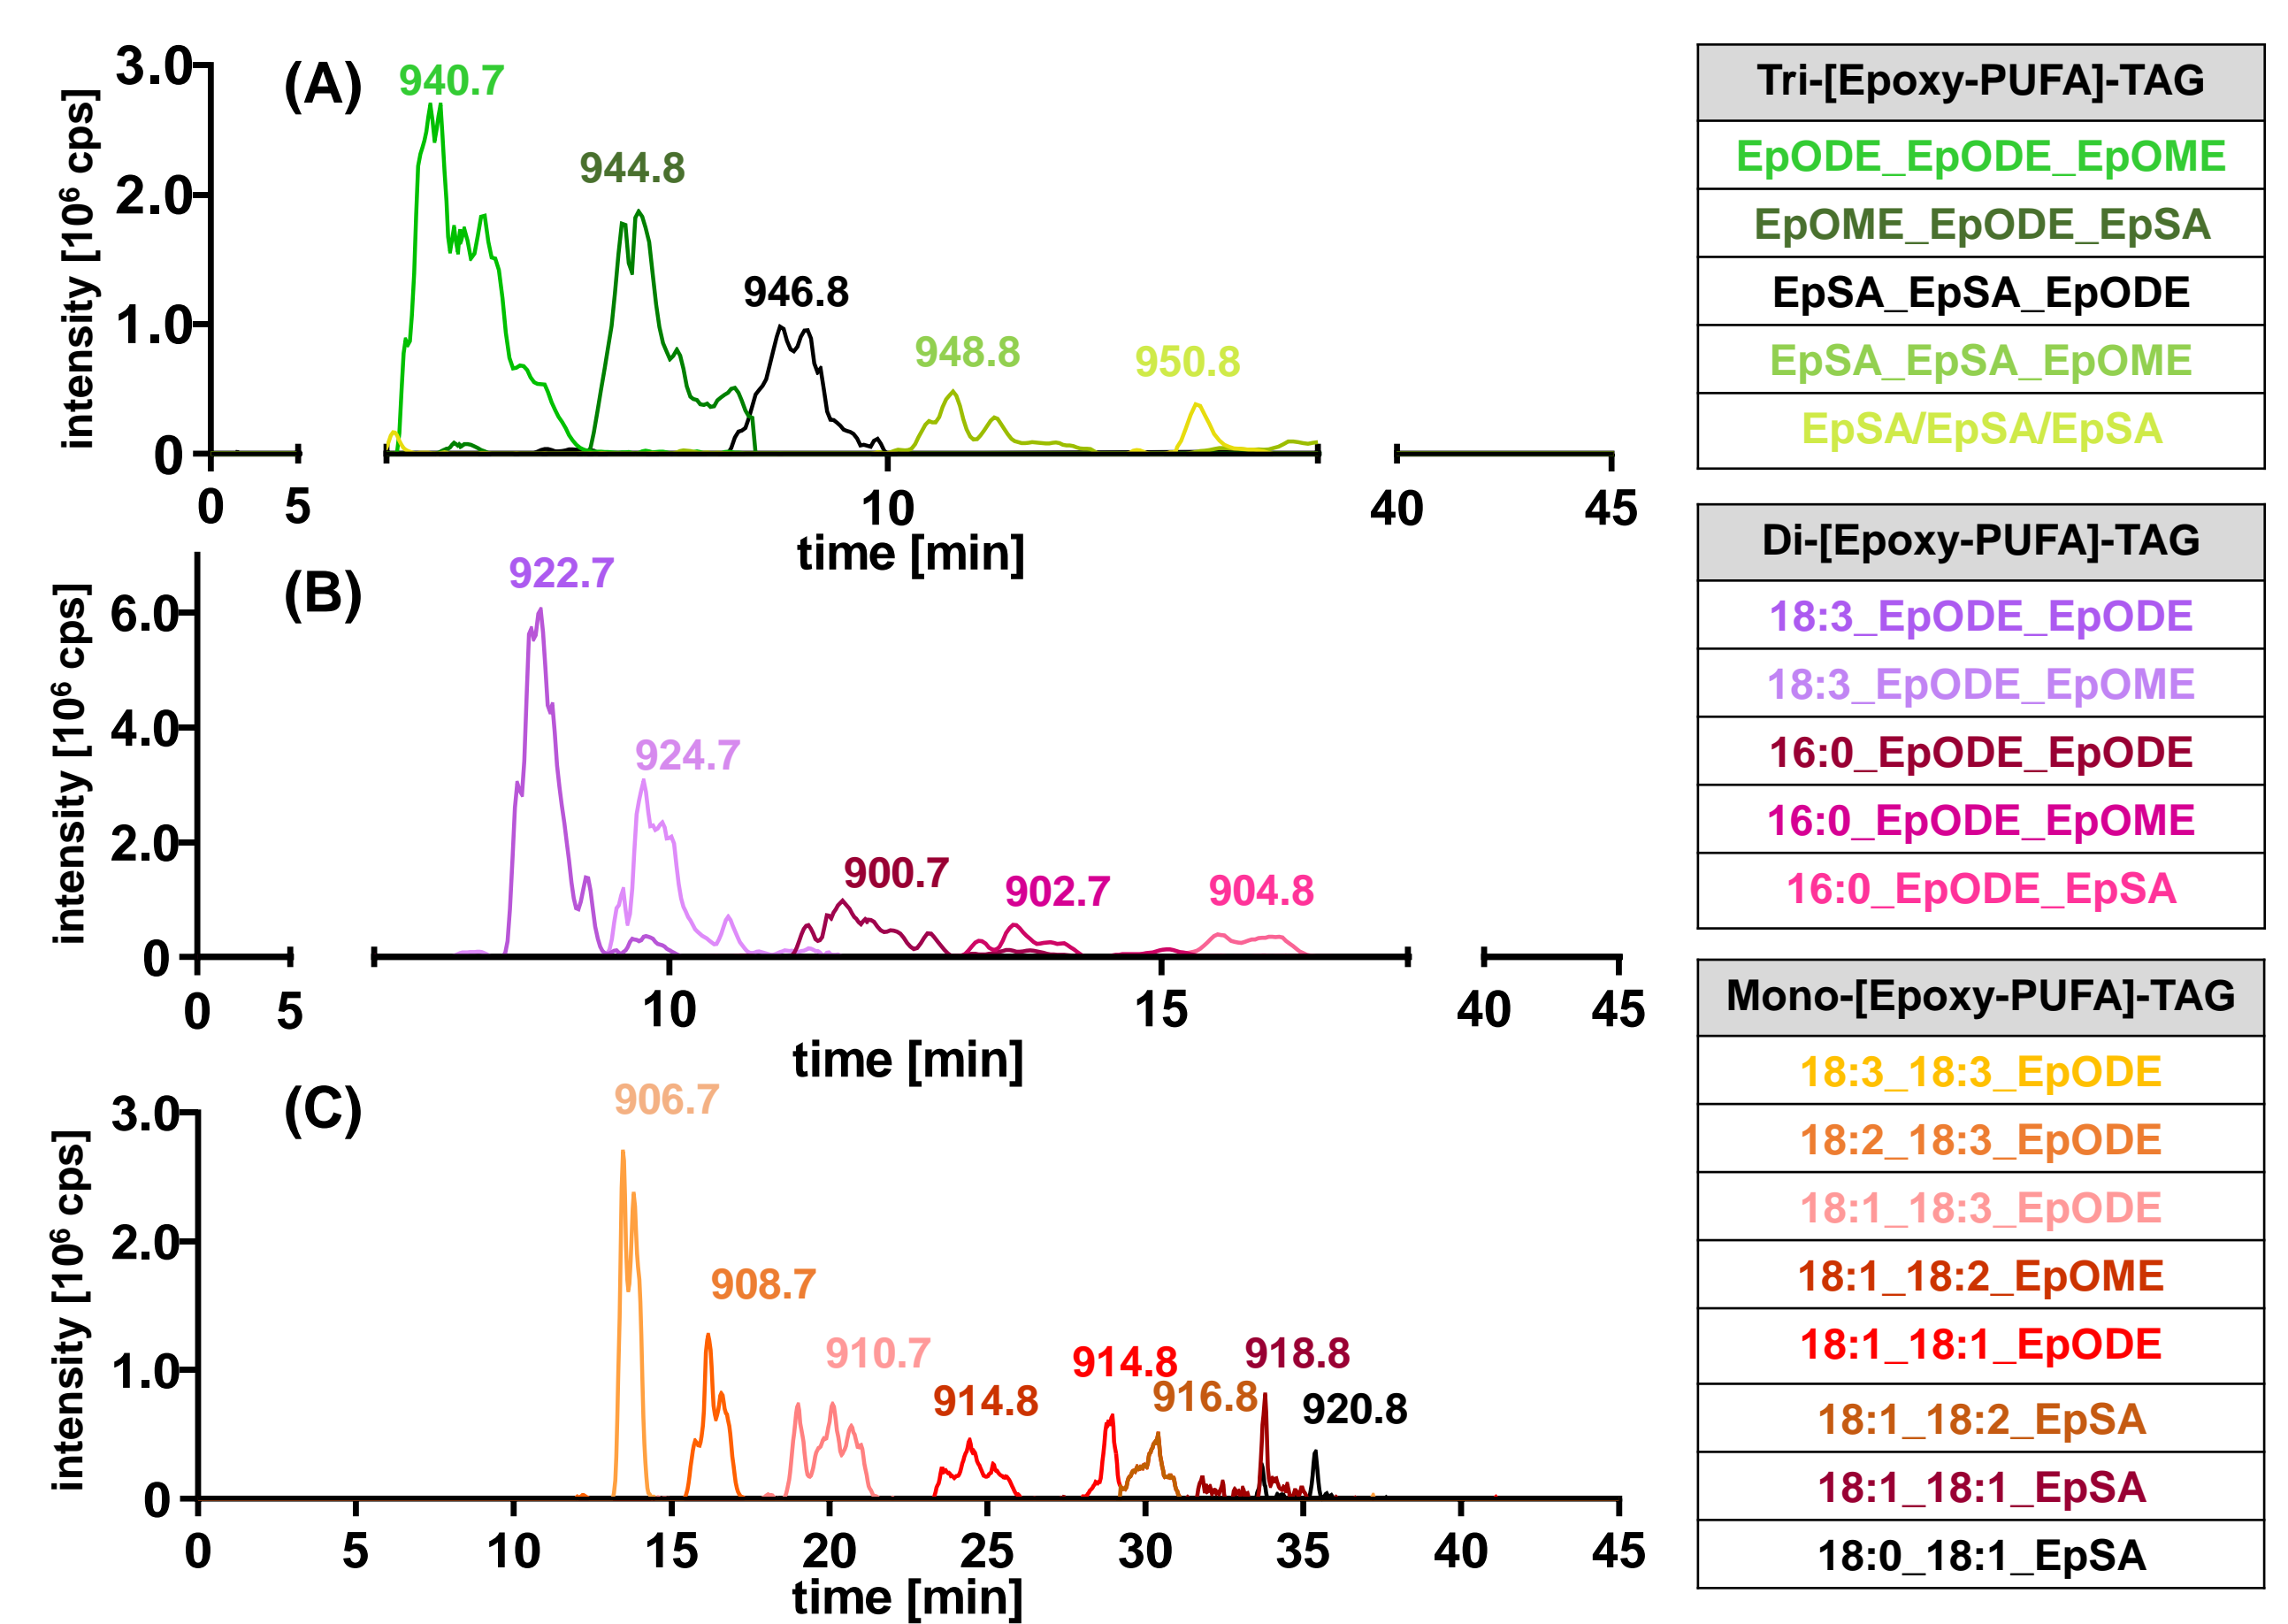 (A)
intensity [10⁶ cps]
3.0
2.0
1.0
0
940.7
944.8
946.8
948.8
950.8
0 5 10 40 45
time [min]
(B)
intensity [10⁶ cps]
6.0
4.0
2.0
0
922.7
924.7
900.7
902.7
904.8
0 5 10 15 40 45
time [min]
(C)
intensity [10⁶ cps]
3.0
2.0
1.0
0
906.7
908.7
910.7
914.8
914.8
916.8
918.8
920.8
0 5 10 15 20 25 30 35 40 45
time [min]
Tri-[Epoxy-PUFA]-TAG
EpODE_EpODE_EpOME
EpOME_EpODE_EpSA
EpSA_EpSA_EpODE
EpSA_EpSA_EpOME
EpSA/EpSA/EpSA
Di-[Epoxy-PUFA]-TAG
18:3_EpODE_EpODE
18:3_EpODE_EpOME
16:0_EpODE_EpODE
16:0_EpODE_EpOME
16:0_EpODE_EpSA
Mono-[Epoxy-PUFA]-TAG
18:3_18:3_EpODE
18:2_18:3_EpODE
18:1_18:3_EpODE
18:1_18:2_EpOME
18:1_18:1_EpODE
18:1_18:2_EpSA
18:1_18:1_EpSA
18:0_18:1_EpSA